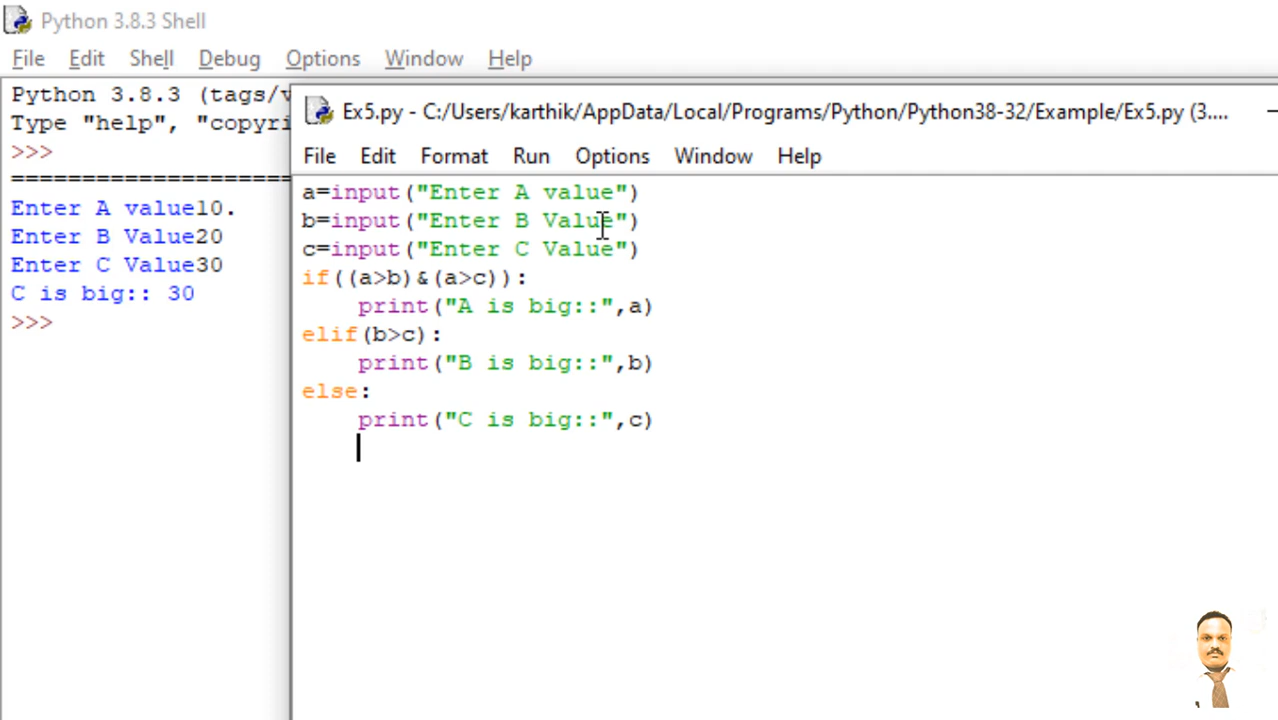 Python 3.8.3 Shell
File Edit Shell Debug Options Window Help
Python 3.8.3 (tags/v
Type "help", "copyri
>>>
====================
Enter A value10.
Enter B Value20
Enter C Value30
C is big:: 30
>>>
Ex5.py - C:/Users/karthik/AppData/Local/Programs/Python/Python38-32/Example/Ex5.py (3....
File Edit Format Run Options Window Help
a=input("Enter A value")
b=input("Enter B Value")
c=input("Enter C Value")
if((a>b)&(a>c)):
    print("A is big::",a)
elif(b>c):
    print("B is big::",b)
else:
    print("C is big::",c)